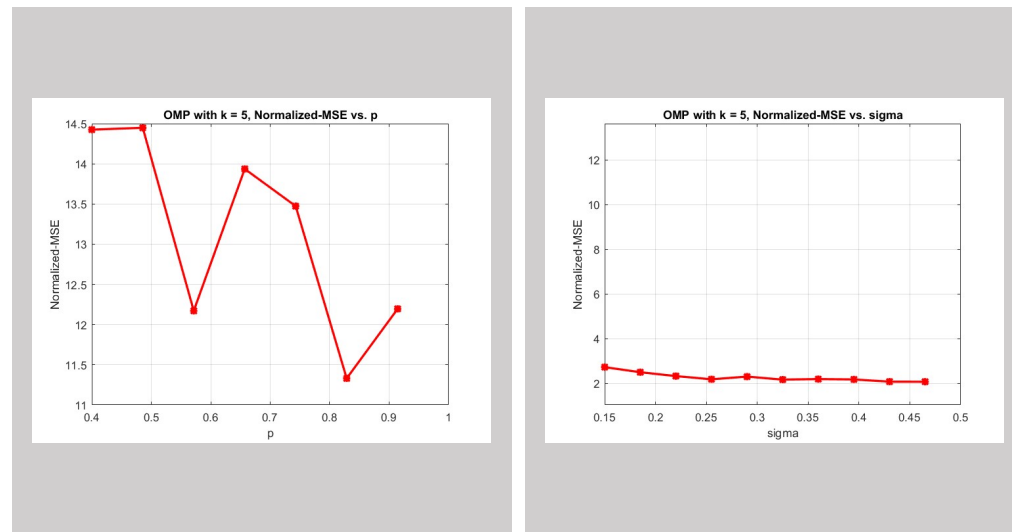 OMP with k = 5, Normalized-MSE vs. p
14.5
14
13.5
13
12.5
12
11.5
11
Normalized-MSE
0.4 0.5 0.6 0.7 0.8 0.9 1
p
OMP with k = 5, Normalized-MSE vs. sigma
12
10
8
6
4
2
Normalized-MSE
0.15 0.2 0.25 0.3 0.35 0.4 0.45 0.5
sigma